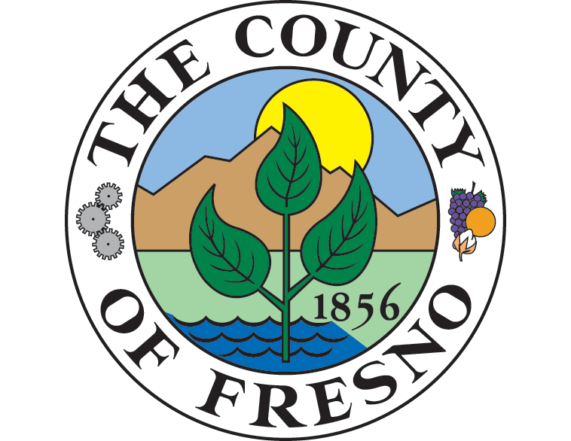 THE COUNTY
OF FRESNO
1856